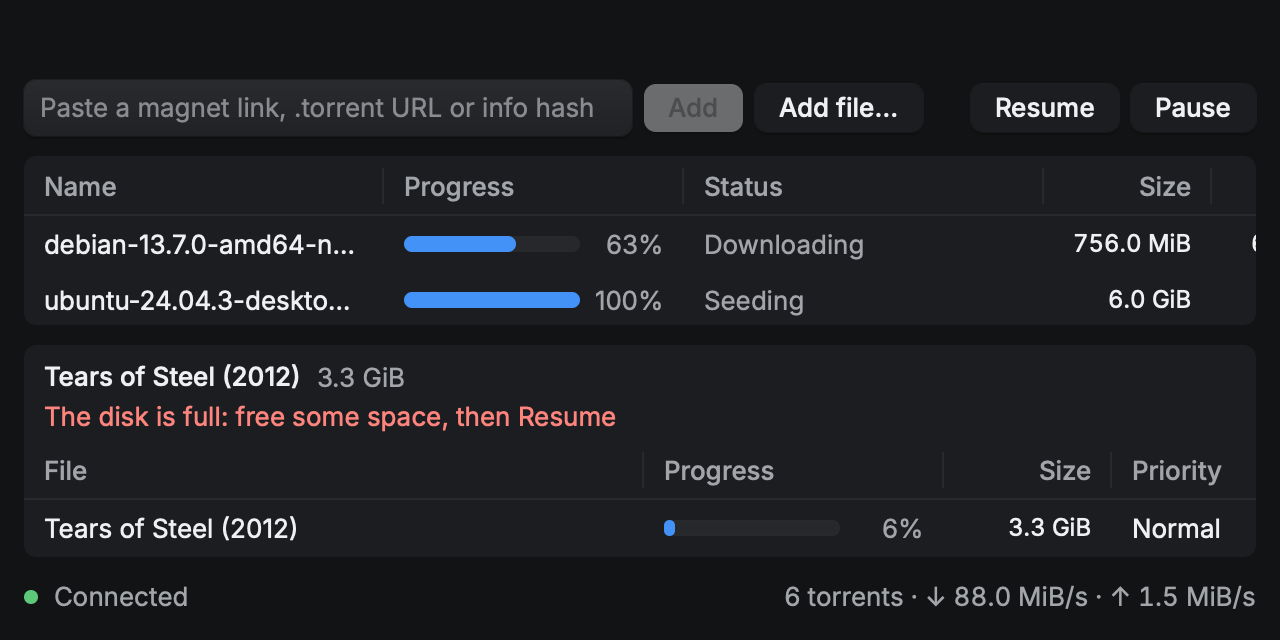 Paste a magnet link, .torrent URL or info hash Add Add file... Resume Pause
Name Progress Status Size
debian-13.7.0-amd64-n... 63% Downloading 756.0 MiB
ubuntu-24.04.3-deskto... 100% Seeding 6.0 GiB
Tears of Steel (2012) 3.3 GiB
The disk is full: free some space, then Resume
File Progress Size Priority
Tears of Steel (2012) 6% 3.3 GiB Normal
Connected 6 torrents · ↓ 88.0 MiB/s · ↑ 1.5 MiB/s